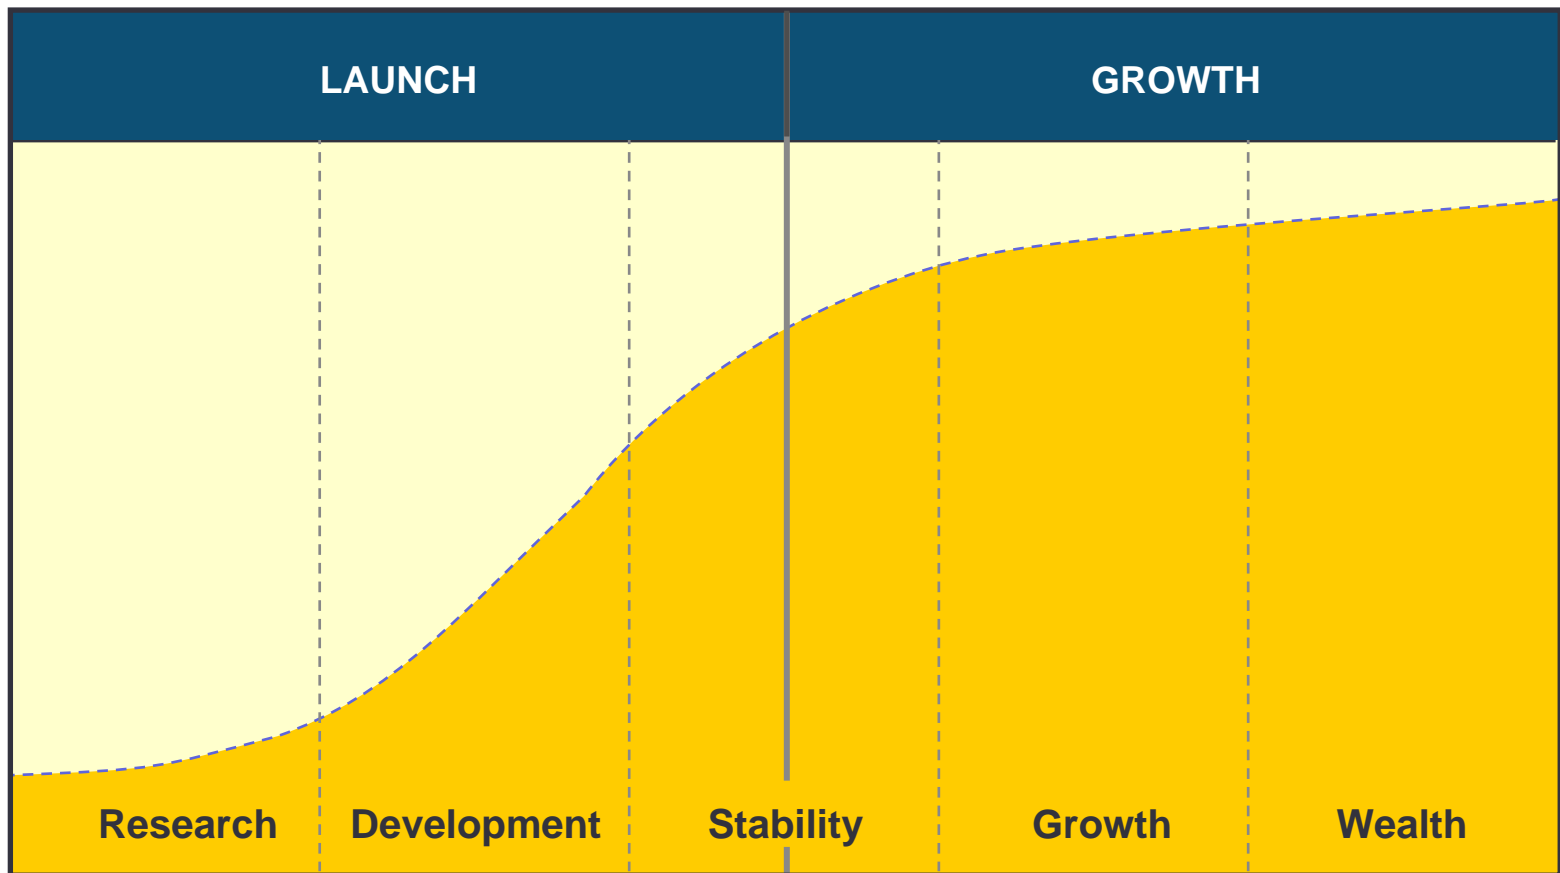 LAUNCH
GROWTH
Research
Development
Stability
Growth
Wealth